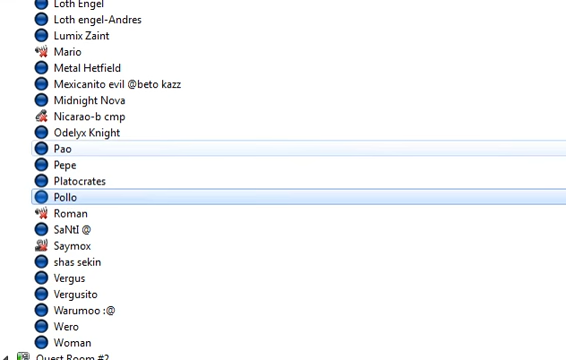 Loth Engel
Loth engel-Andres
Lumix Zaint
Mario
Metal Hetfield
Mexicanito evil @beto kazz
Midnight Nova
Nicarao-b cmp
Odelyx Knight
Pao
Pepe
Platocrates
Pollo
Roman
SaNtI @
Saymox
shas sekin
Vergus
Vergusito
Warumoo :@
Wero
Woman
Quest Room #2